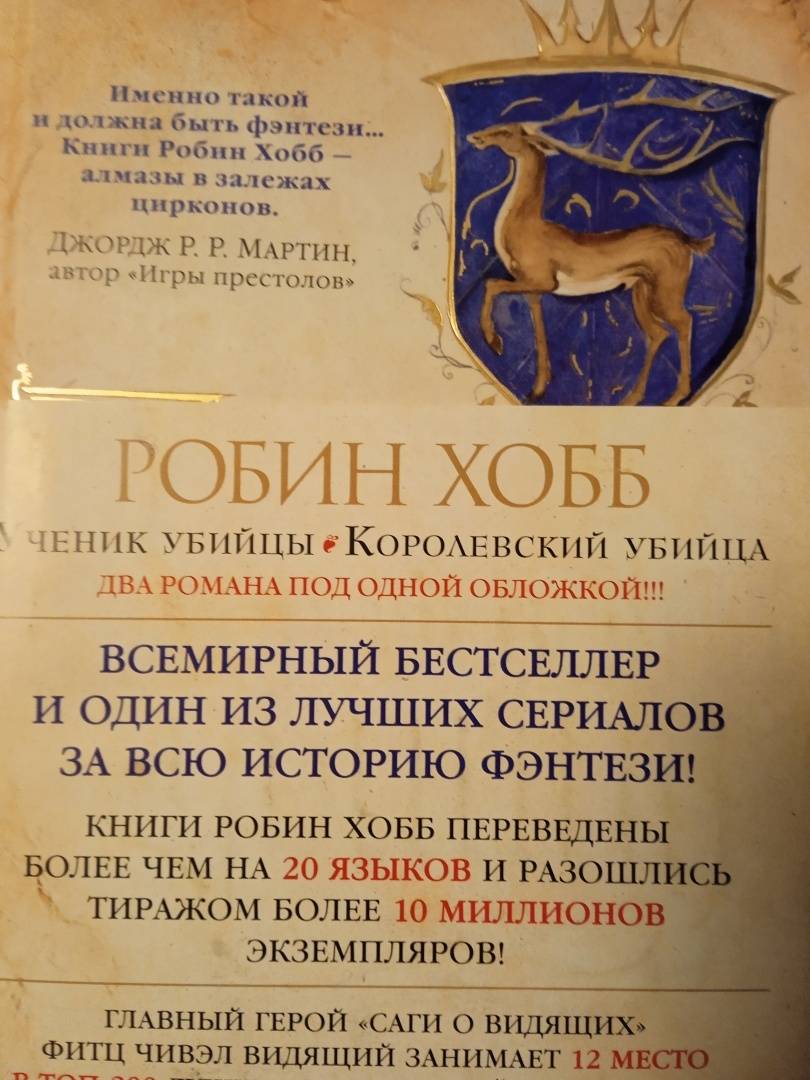 Именно такой
и должна быть фэнтези...
Книги Робин Хобб –
алмазы в залежах
цирконов.
Джордж Р. Р. Мартин,
автор «Игры престолов»
РОБИН ХОББ
Ученик убийцы Королевский убийца
ДВА РОМАНА ПОД ОДНОЙ ОБЛОЖКОЙ!!!
ВСЕМИРНЫЙ БЕСТСЕЛЛЕР
И ОДИН ИЗ ЛУЧШИХ СЕРИАЛОВ
ЗА ВСЮ ИСТОРИЮ ФЭНТЕЗИ!
КНИГИ РОБИН ХОББ ПЕРЕВЕДЕНЫ
БОЛЕЕ ЧЕМ НА 20 ЯЗЫКОВ И РАЗОШЛИСЬ
ТИРАЖОМ БОЛЕЕ 10 МИЛЛИОНОВ
ЭКЗЕМПЛЯРОВ!
ГЛАВНЫЙ ГЕРОЙ «САГИ О ВИДЯЩИХ»
ФИТЦ ЧИВЭЛ ВИДЯЩИЙ ЗАНИМАЕТ 12 МЕСТО